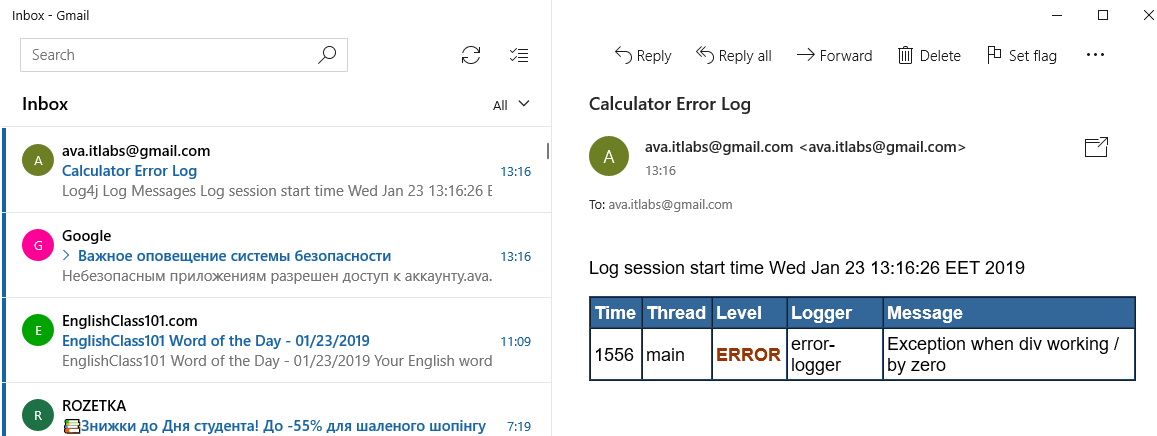 Inbox - Gmail
Search
Inbox
All
A
ava.itlabs@gmail.com
Calculator Error Log
13:16
Log4j Log Messages Log session start time Wed Jan 23 13:16:26 E
G
Google
> Важное оповещение системы безопасности
13:16
Небезопасным приложениям разрешен доступ к аккаунту.ava.
E
EnglishClass101.com
EnglishClass101 Word of the Day - 01/23/2019
11:09
EnglishClass101 Word of the Day - 01/23/2019 Your English word
R
ROZETKA
📚Знижки до Дня студента! До -55% для шаленого шопінгу
7:19
Reply
Reply all
Forward
Delete
Set flag
Calculator Error Log
A
ava.itlabs@gmail.com <ava.itlabs@gmail.com>
13:16
To: ava.itlabs@gmail.com
Log session start time Wed Jan 23 13:16:26 EET 2019
Time Thread Level Logger Message
1556 main ERROR error-
logger
Exception when div working /
by zero